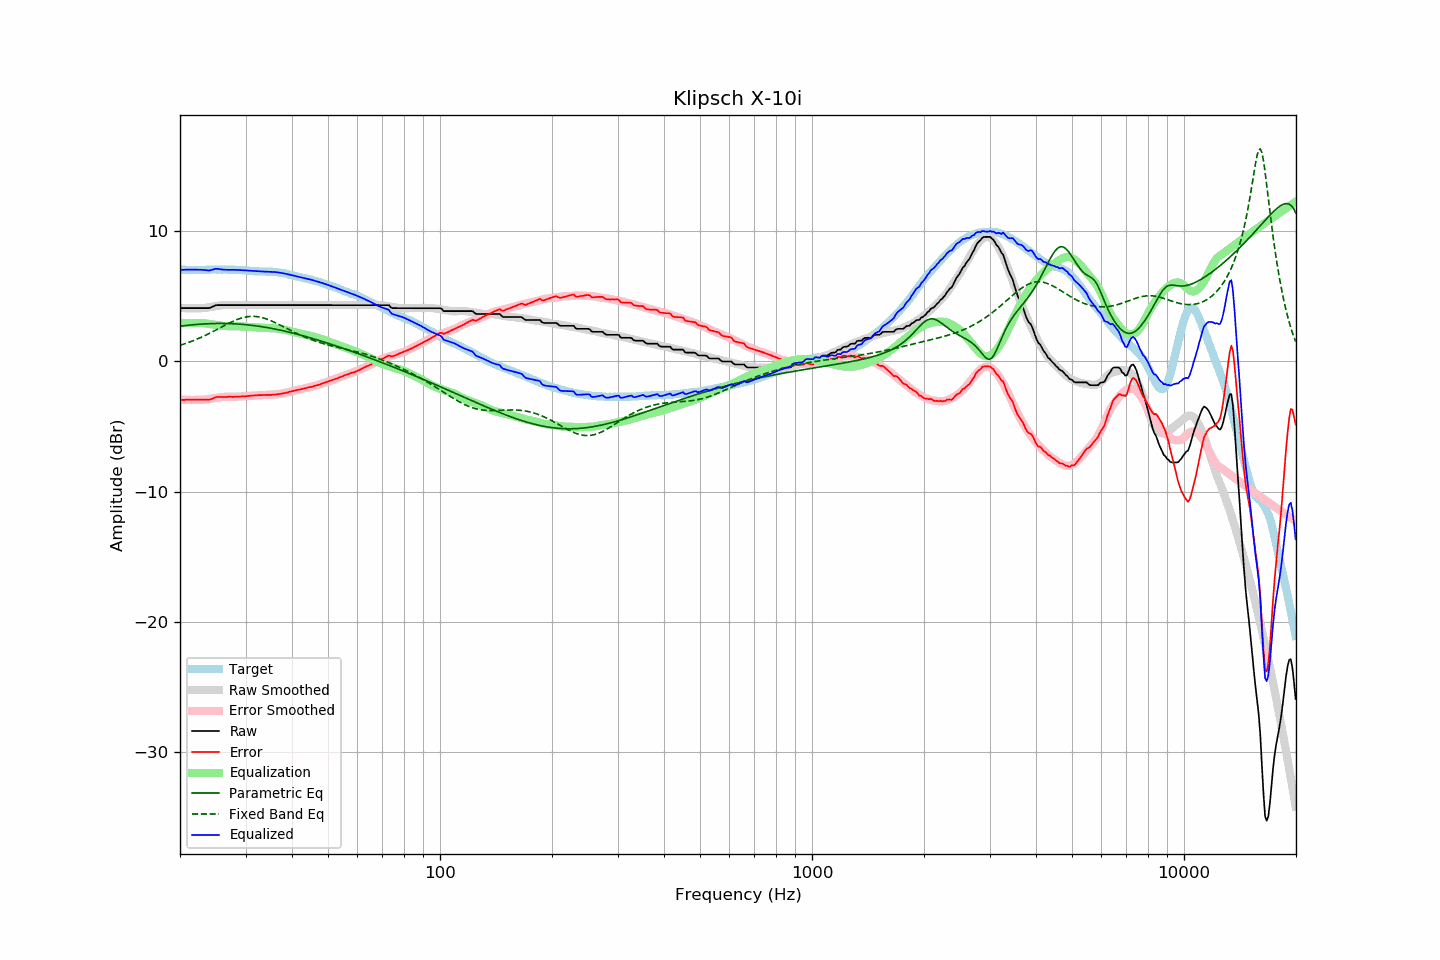 Klipsch X-10i
10
0
−10
−20
−30
Amplitude (dBr)
Target
Raw Smoothed
Error Smoothed
Raw
Error
Equalization
Parametric Eq
Fixed Band Eq
Equalized
100
1000
10000
Frequency (Hz)